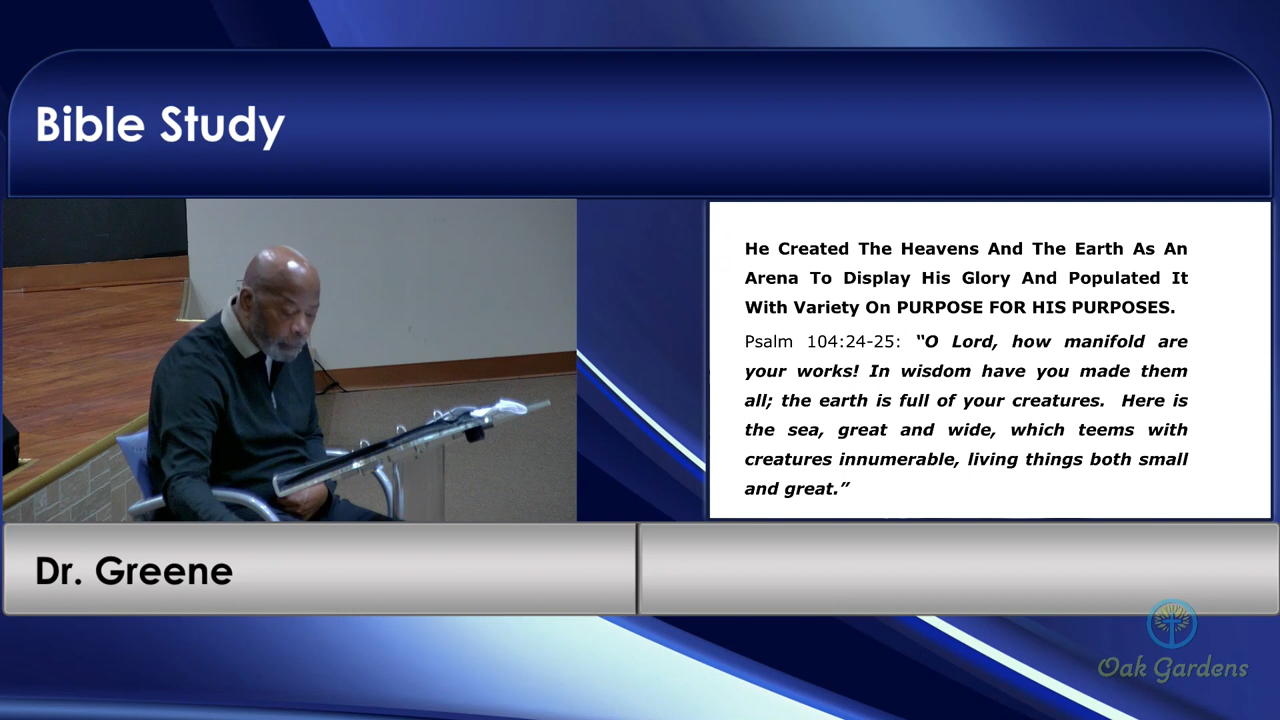 Bible Study
He Created The Heavens And The Earth As An
Arena To Display His Glory And Populated It
With Variety On PURPOSE FOR HIS PURPOSES.
Psalm 104:24-25: “O Lord, how manifold are
your works! In wisdom have you made them
all; the earth is full of your creatures. Here is
the sea, great and wide, which teems with
creatures innumerable, living things both small
and great.”
Dr. Greene
Oak Gardens